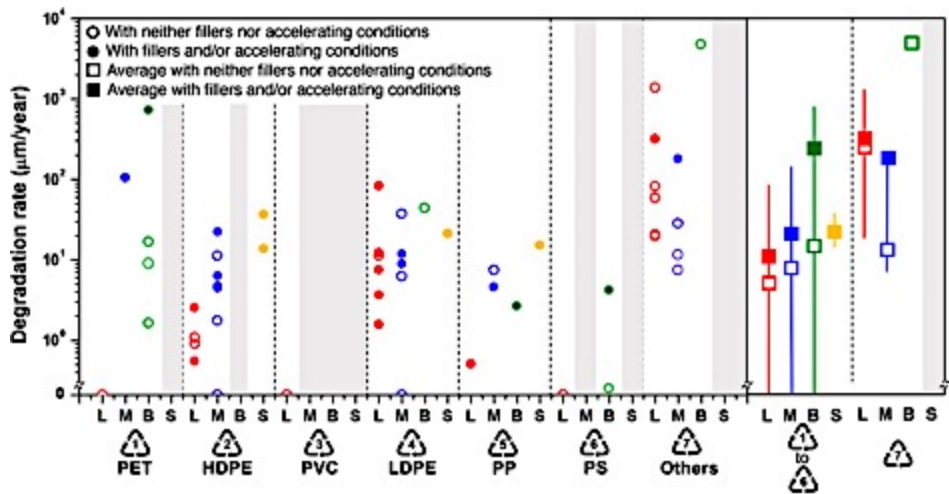 10⁴
10³
10²
10¹
10⁰
0
Degradation rate (μm/year)
With neither fillers nor accelerating conditions
With fillers and/or accelerating conditions
Average with neither fillers nor accelerating conditions
Average with fillers and/or accelerating conditions
L M B S L M B S L M B S L M B S L M B S L M B S L M B S L M B S L M B S
1 2 3 4 5 6 7 1 to 6 7
PET HDPE PVC LDPE PP PS Others